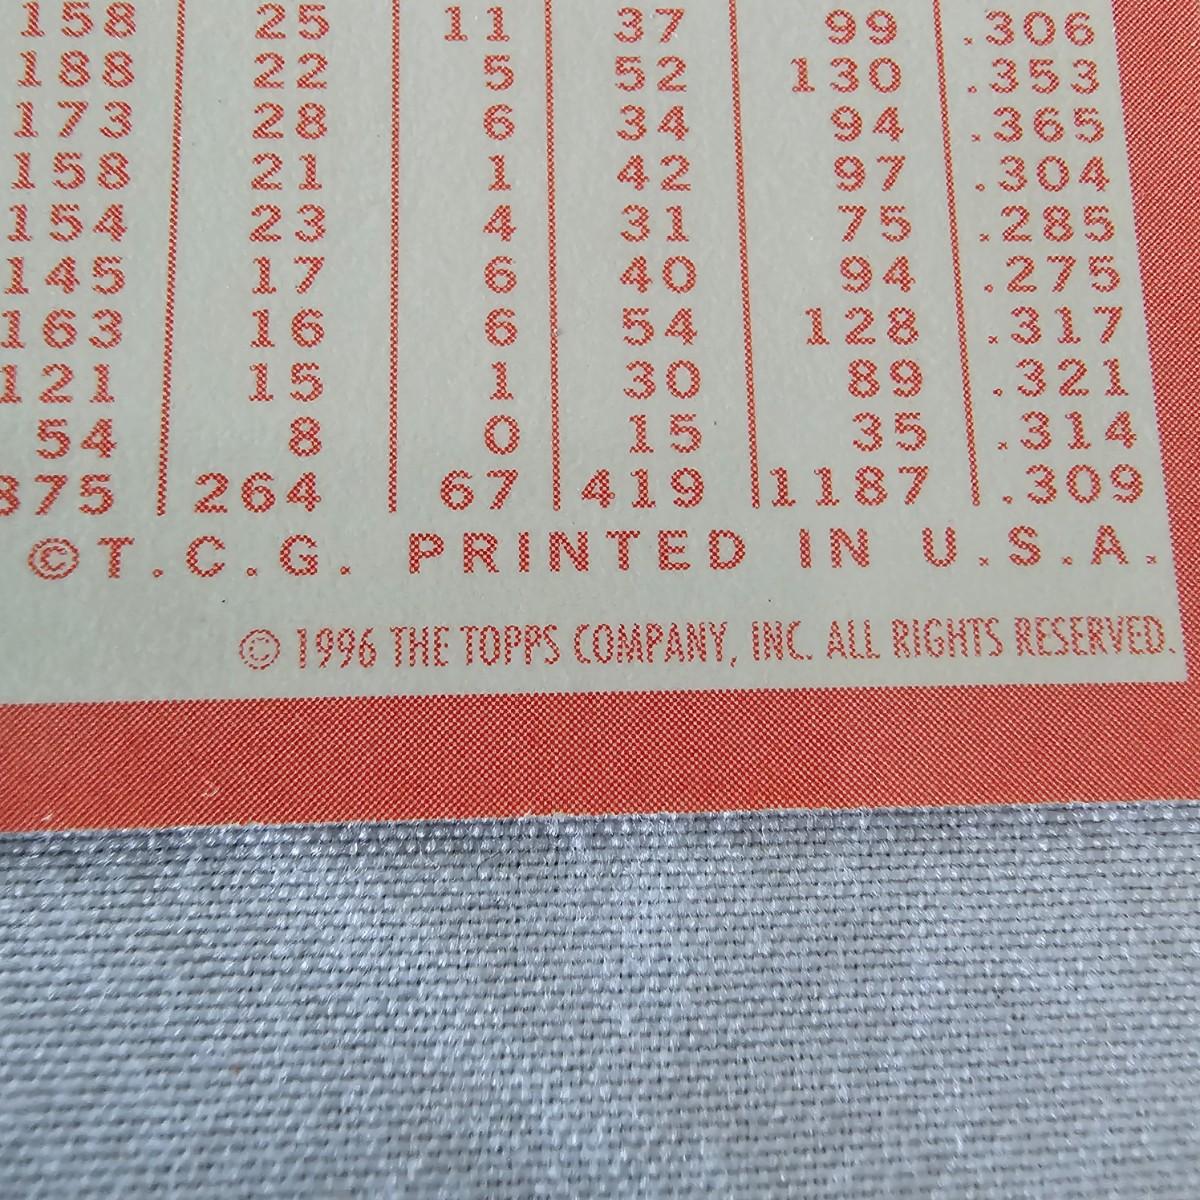 158 25 11 37 99 .306
188 22 5 52 130 .353
173 28 6 34 94 .365
158 21 1 42 97 .304
154 23 4 31 75 .285
145 17 6 40 94 .275
163 16 6 54 128 .317
121 15 1 30 89 .321
54 8 0 15 35 .314
875 264 67 419 1187 .309
©T.C.G. PRINTED IN U.S.A.
© 1996 THE TOPPS COMPANY, INC. ALL RIGHTS RESERVED.